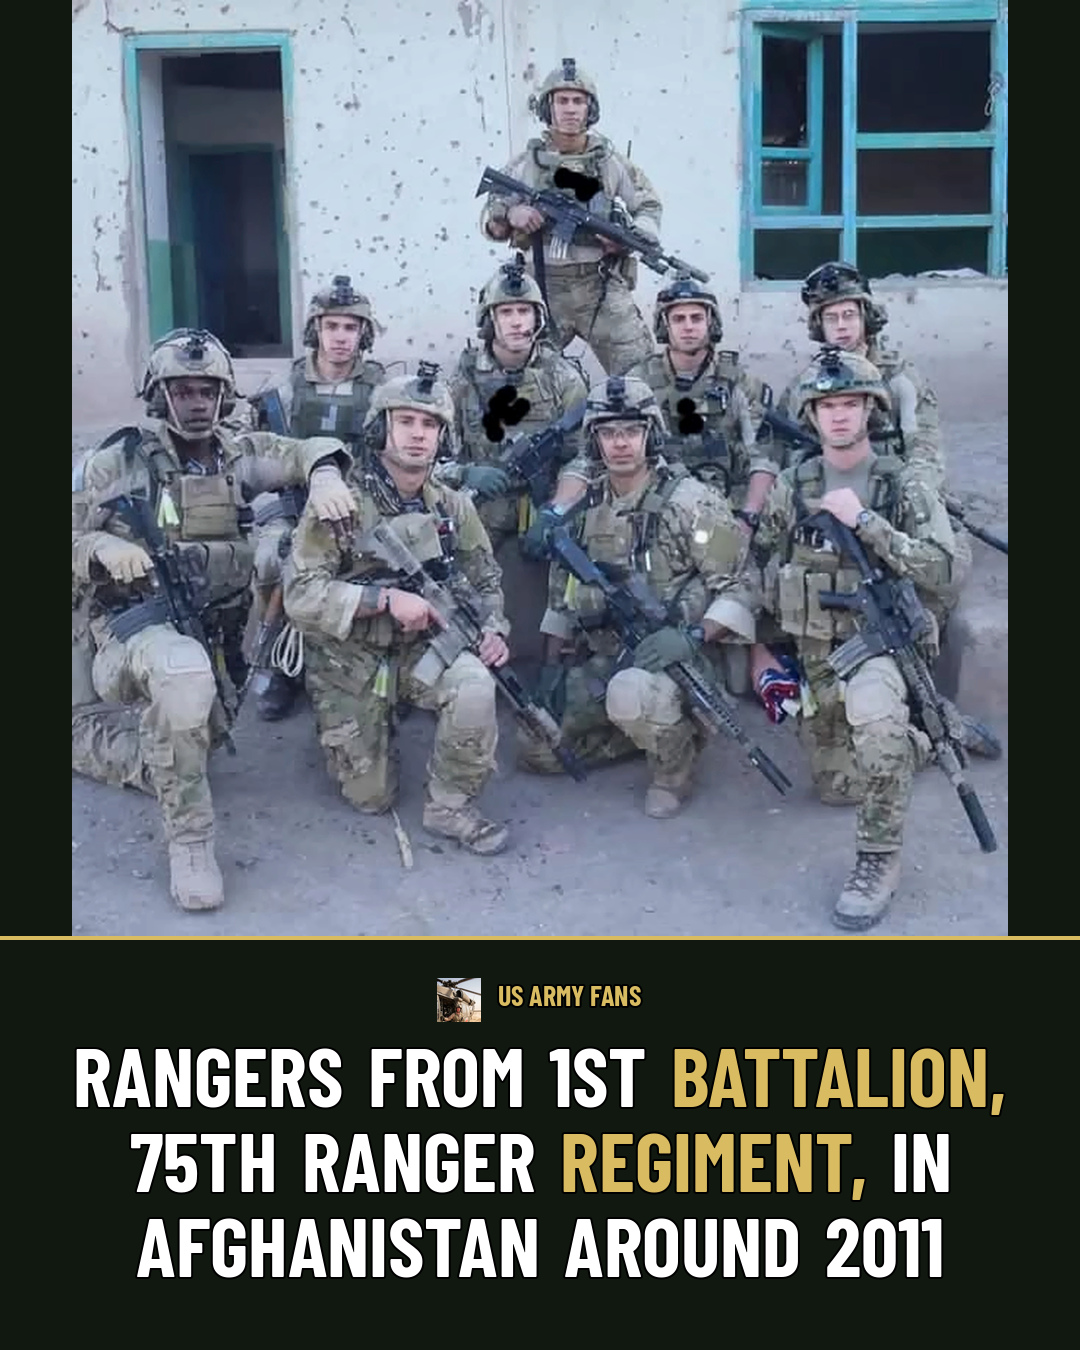 US ARMY FANS
RANGERS FROM 1ST BATTALION,
75TH RANGER REGIMENT, IN
AFGHANISTAN AROUND 2011